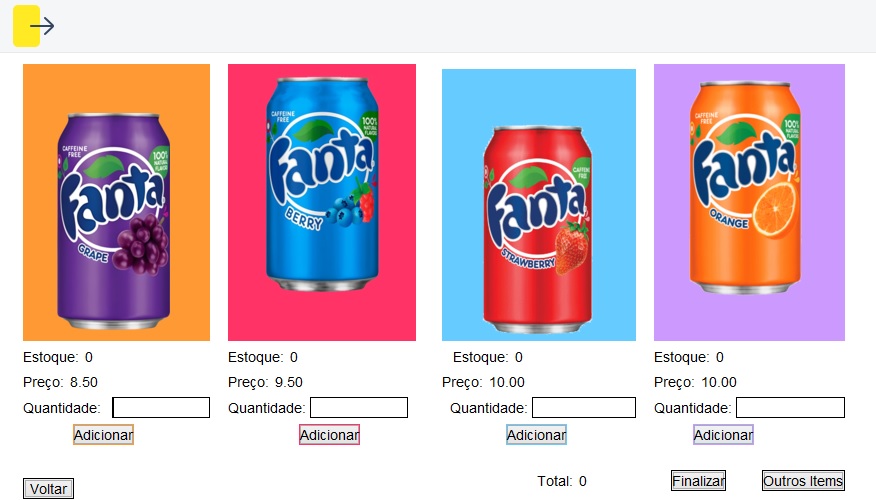 CAFFEINE
FREE
100%
NATURAL
FLAVORS
Fanta
GRAPE
CAFFEINE
FREE
100%
NATURAL
FLAVORS
Fanta
BERRY
CAFFEINE
FREE
Fanta
STRAWBERRY
CAFFEINE
FREE
100%
NATURAL
FLAVORS
Fanta
ORANGE
Estoque: 0 Estoque: 0 Estoque: 0 Estoque: 0
Preço: 8.50 Preço: 9.50 Preço: 10.00 Preço: 10.00
Quantidade: Quantidade: Quantidade: Quantidade:
Adicionar Adicionar Adicionar Adicionar
Voltar Total: 0 Finalizar Outros Items